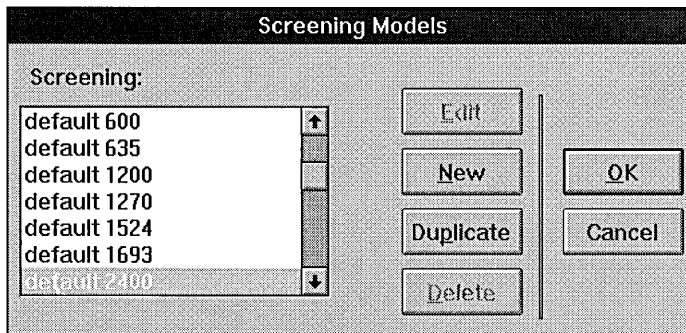 Screening Models
Screening:
default 600
default 635
default 1200
default 1270
default 1524
default 1693
default 2400
Edit
New
Duplicate
Delete
OK
Cancel